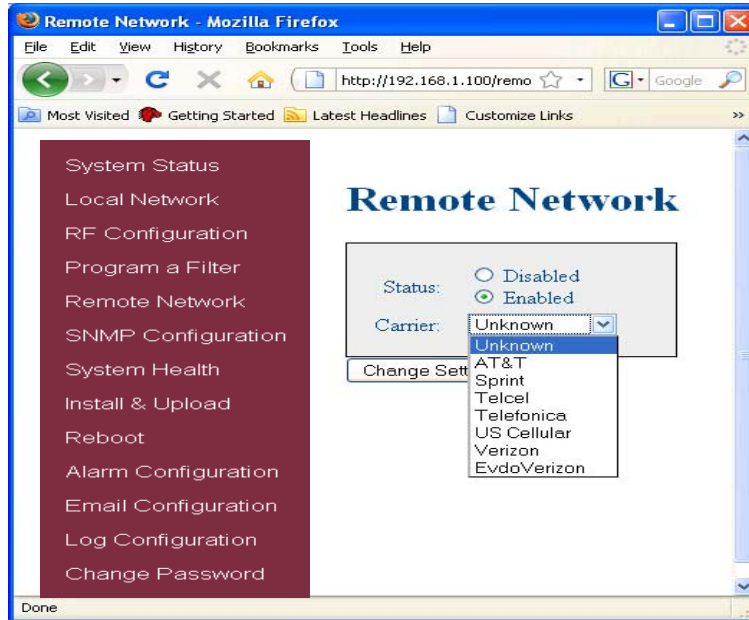 Remote Network - Mozilla Firefox
File Edit View History Bookmarks Tools Help
http://192.168.1.100/remo
G Google
Most Visited Getting Started Latest Headlines Customize Links »
System Status
Local Network
RF Configuration
Program a Filter
Remote Network
SNMP Configuration
System Health
Install & Upload
Reboot
Alarm Configuration
Email Configuration
Log Configuration
Change Password
Remote Network
Status: Disabled
Enabled
Carrier: Unknown
Unknown
AT&T
Sprint
Telcel
Telefonica
US Cellular
Verizon
EvdoVerizon
Change Sett
Done